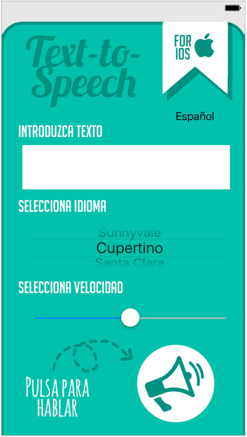 Text-to-
Speech
FOR
IOS
Español
INTRODUZCA TEXTO
SELECCIONA IDIOMA
Sunnyvale
Cupertino
Santa Clara
SELECCIONA VELOCIDAD
PULSA PARA
HABLAR